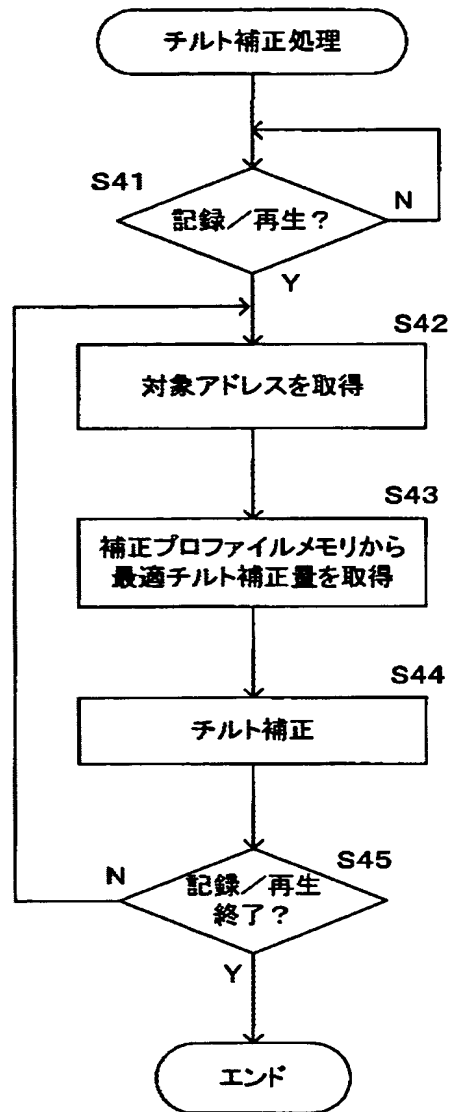 チルト補正処理
S41
記録／再生？
N
Y
S42
対象アドレスを取得
S43
補正プロファイルメモリから
最適チルト補正量を取得
S44
チルト補正
S45
N
記録／再生
終了？
Y
エンド